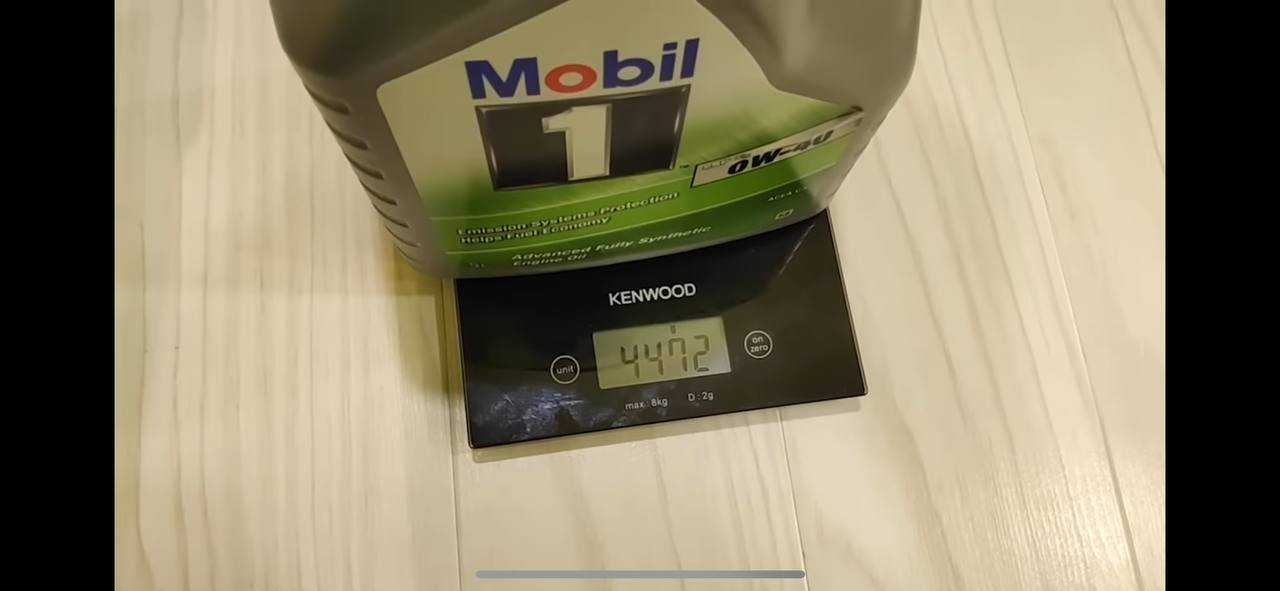 Mobil
1
0W-40
Emission Systems Protection
Helps Fuel Economy
Advanced Fully Synthetic
Engine Oil
KENWOOD
unit
4472
on
zero
max : 8kg D : 2g